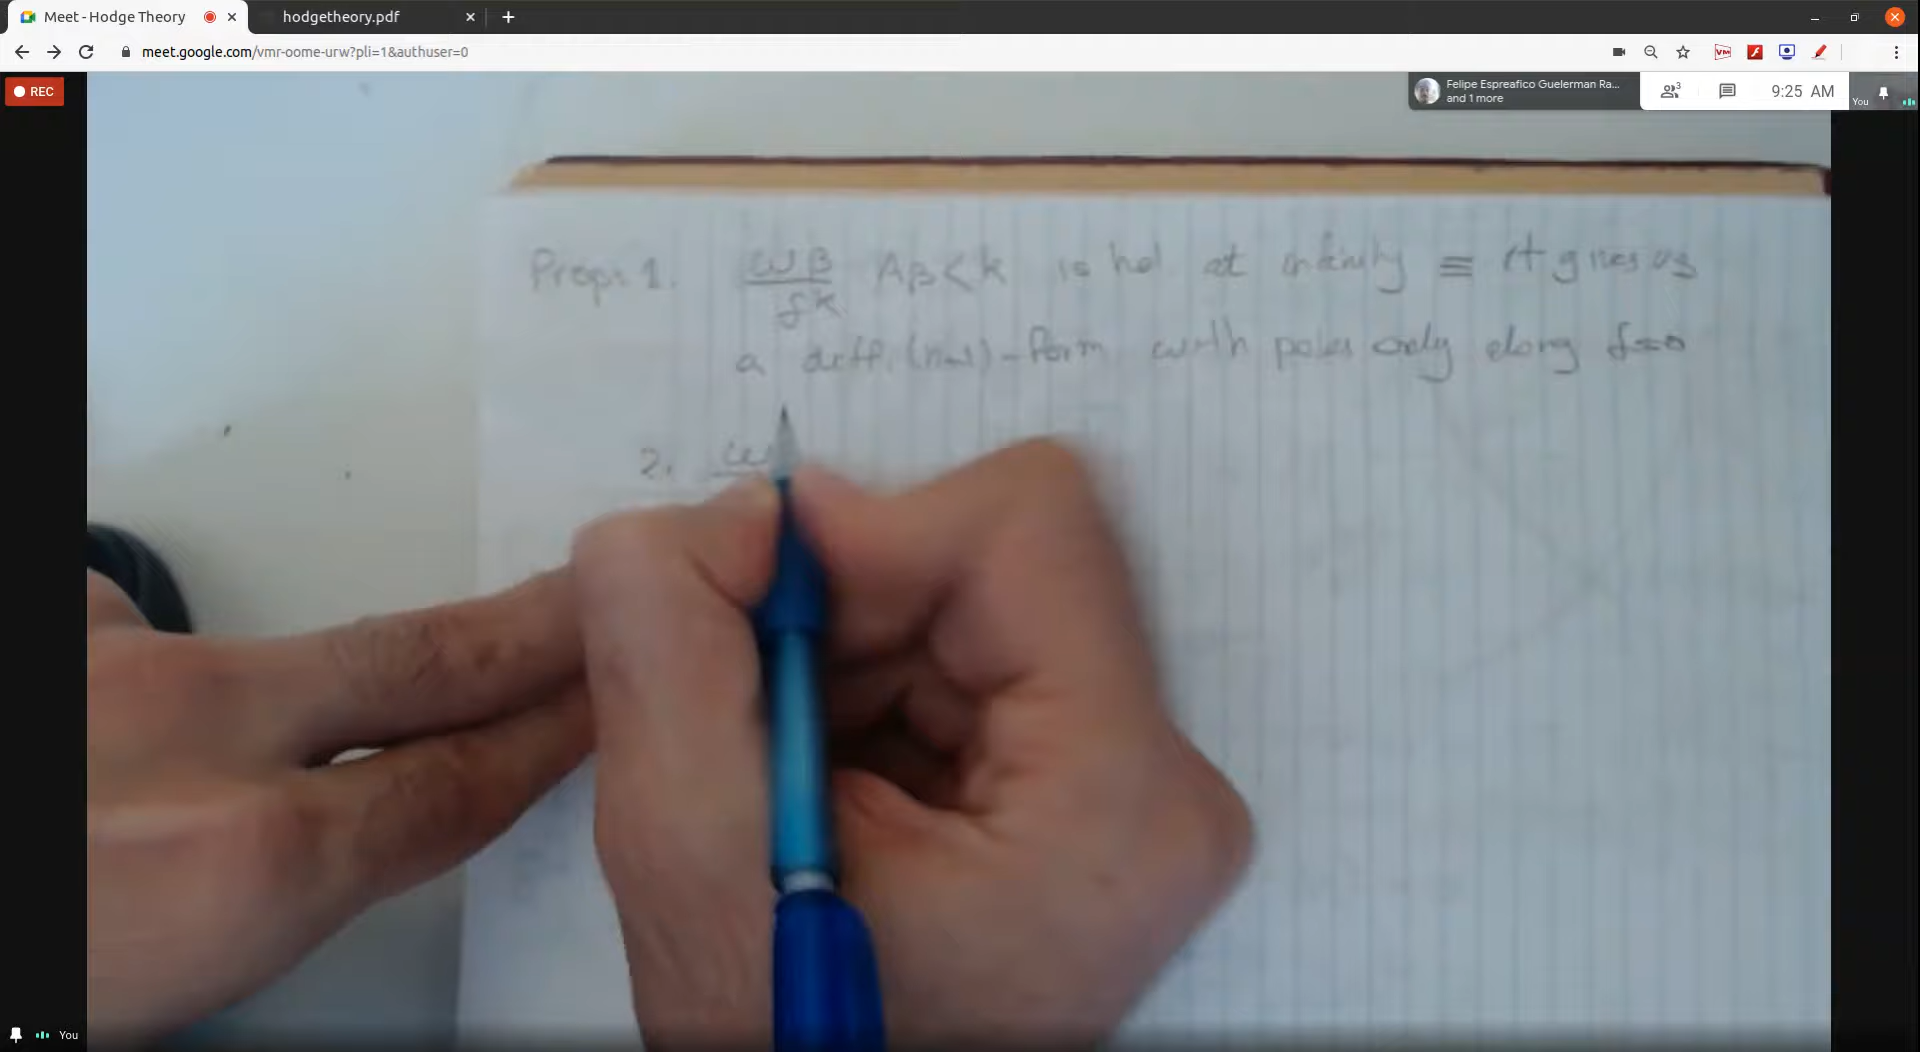 Meet - Hodge Theory
hodgetheory.pdf
meet.google.com/vmr-oome-urw?pli=1&authuser=0
REC
Felipe Espreafico Guelerman Ra...
and 1 more
3
9:25 AM
You
Prop: 1. ωβ/f^k Aβ<k is hol at infinity ≡ It gives us
a diff. (n+1)-form with poles only along f=0
2. ω
You